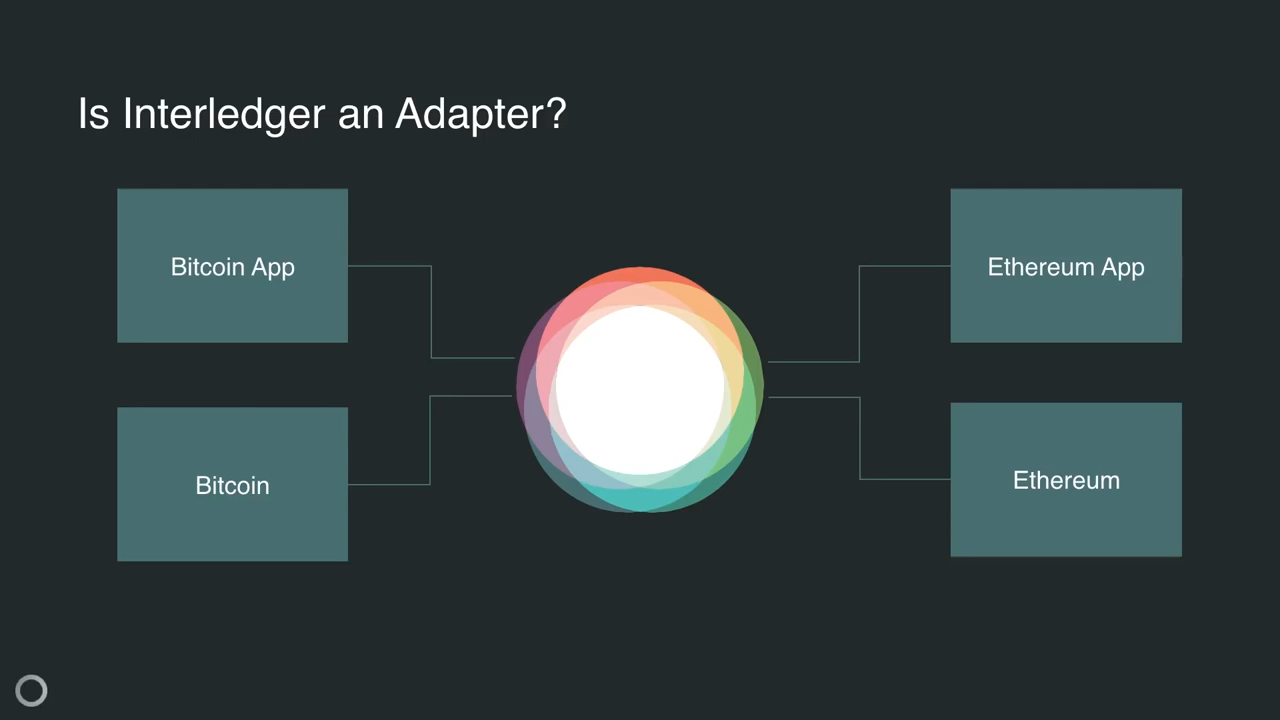 Is Interledger an Adapter?
Bitcoin App
Ethereum App
Bitcoin
Ethereum